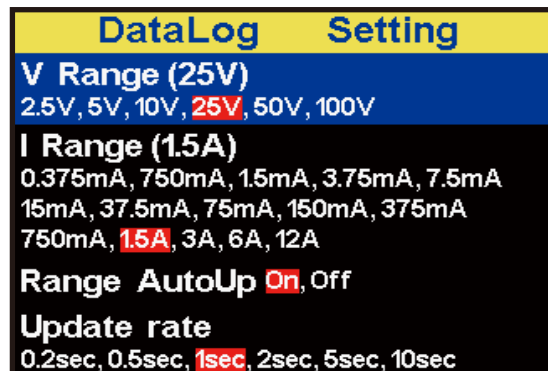 DataLog Setting
V Range (25V)
2.5V, 5V, 10V, 25V, 50V, 100V
I Range (1.5A)
0.375mA, 750mA, 1.5mA, 3.75mA, 7.5mA
15mA, 37.5mA, 75mA, 150mA, 375mA
750mA, 1.5A, 3A, 6A, 12A
Range AutoUp On, Off
Update rate
0.2sec, 0.5sec, 1sec, 2sec, 5sec, 10sec